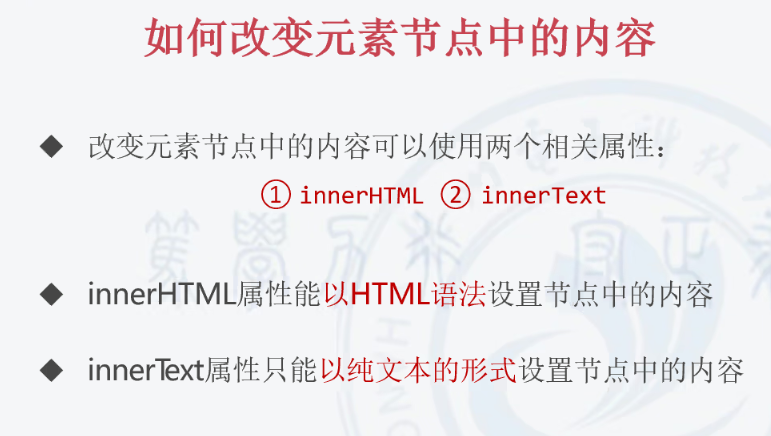 如何改变元素节点中的内容
◆ 改变元素节点中的内容可以使用两个相关属性：
① innerHTML ② innerText
◆ innerHTML属性能以HTML语法设置节点中的内容
◆ innerText属性只能以纯文本的形式设置节点中的内容